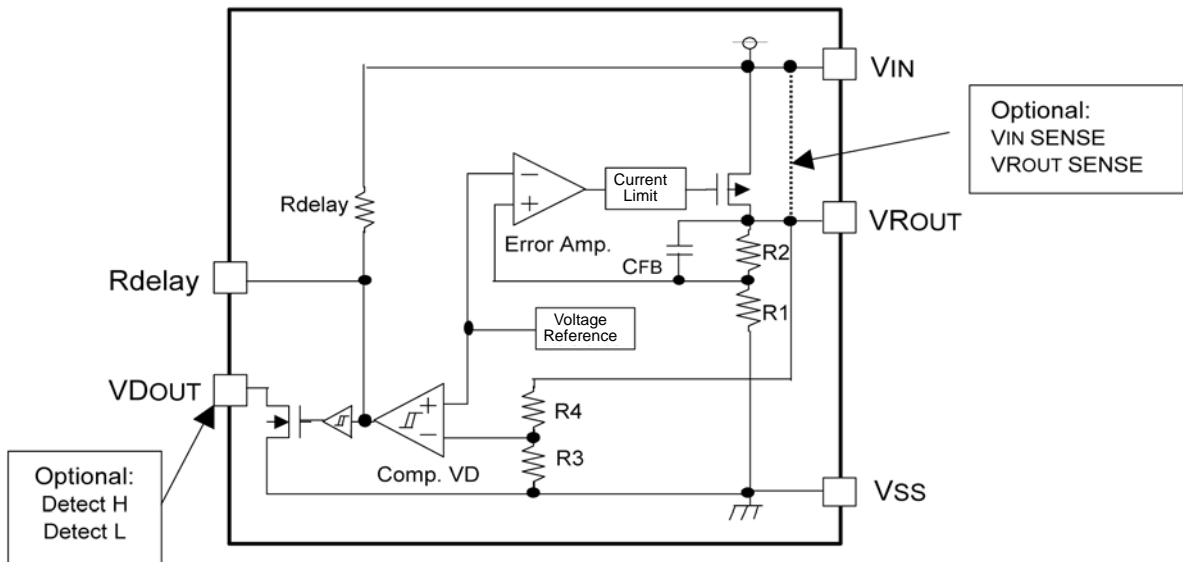 VIN
Optional:
VIN SENSE
VROUT SENSE
Current
Limit
Rdelay
Error Amp.
CFB
R2
VROUT
Rdelay
R1
Voltage
Reference
VDOUT
R4
R3
Comp. VD
Optional:
Detect H
Detect L
VSS